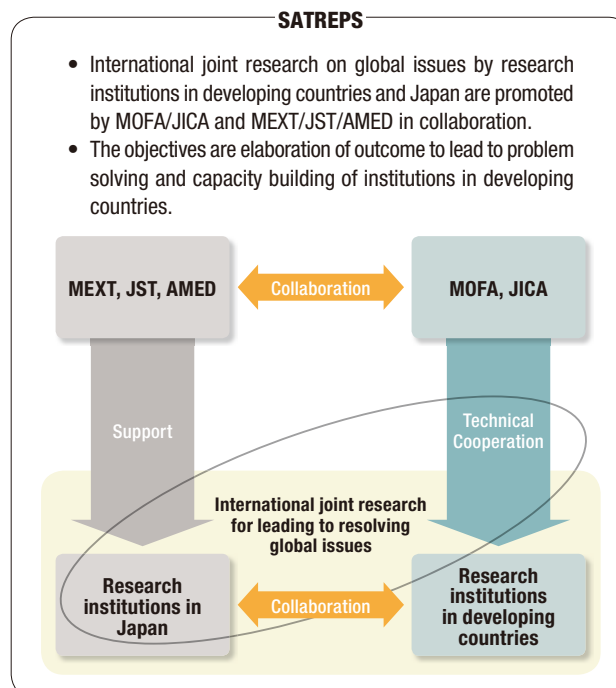 SATREPS
• International joint research on global issues by research
institutions in developing countries and Japan are promoted
by MOFA/JICA and MEXT/JST/AMED in collaboration.
• The objectives are elaboration of outcome to lead to problem
solving and capacity building of institutions in developing
countries.
MEXT, JST, AMED
Collaboration
MOFA, JICA
Support
Technical
Cooperation
International joint research
for leading to resolving
global issues
Research
institutions in
Japan
Collaboration
Research
institutions
in developing
countries